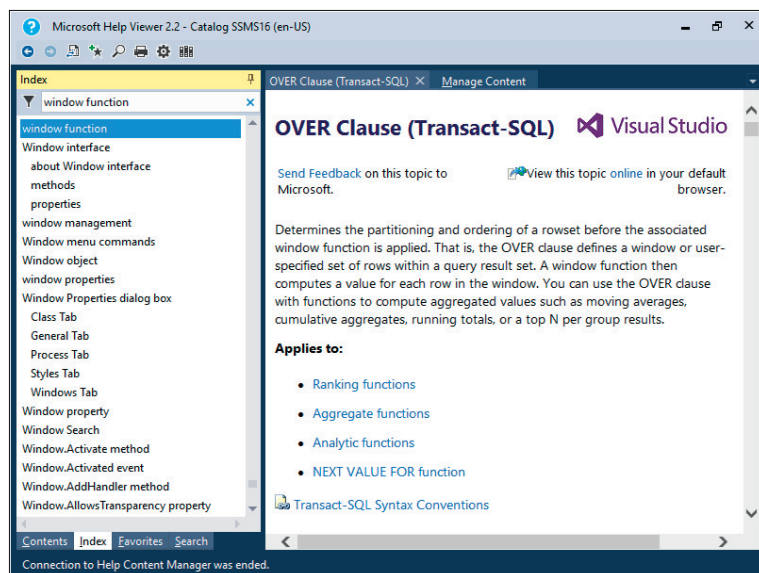 Microsoft Help Viewer 2.2 - Catalog SSMS16 (en-US)
Index
window function
window function
Window interface
about Window interface
methods
properties
window management
Window menu commands
Window object
window properties
Window Properties dialog box
Class Tab
General Tab
Process Tab
Styles Tab
Windows Tab
Window property
Window Search
Window.Activate method
Window.Activated event
Window.AddHandler method
Window.AllowsTransparency property
Contents Index Favorites Search
OVER Clause (Transact-SQL) Manage Content
OVER Clause (Transact-SQL) Visual Studio
Send Feedback on this topic to
Microsoft.
View this topic online in your default
browser.
Determines the partitioning and ordering of a rowset before the associated
window function is applied. That is, the OVER clause defines a window or user-
specified set of rows within a query result set. A window function then
computes a value for each row in the window. You can use the OVER clause
with functions to compute aggregated values such as moving averages,
cumulative aggregates, running totals, or a top N per group results.
Applies to:
Ranking functions
Aggregate functions
Analytic functions
NEXT VALUE FOR function
Transact-SQL Syntax Conventions
Connection to Help Content Manager was ended.